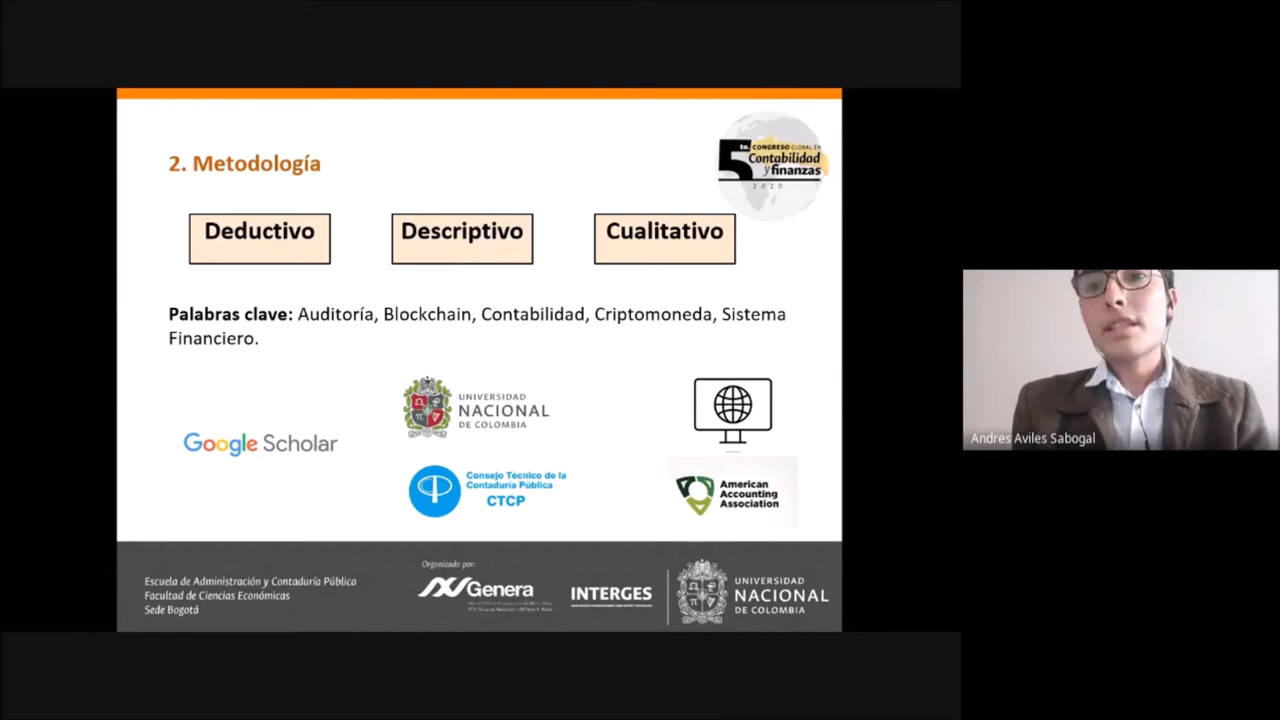 2. Metodología
5to. CONGRESO GLOBAL EN
Contabilidad
y finanzas
2020
Deductivo
Descriptivo
Cualitativo
Palabras clave: Auditoría, Blockchain, Contabilidad, Criptomoneda, Sistema
Financiero.
Google Scholar
UNIVERSIDAD
NACIONAL
DE COLOMBIA
Consejo Técnico de la
Contaduría Pública
CTCP
American
Accounting
Association
Andres Aviles Sabogal
Escuela de Administración y Contaduría Pública
Facultad de Ciencias Económicas
Sede Bogotá
Organizado por:
Genera
INTERGES
UNIVERSIDAD
NACIONAL
DE COLOMBIA